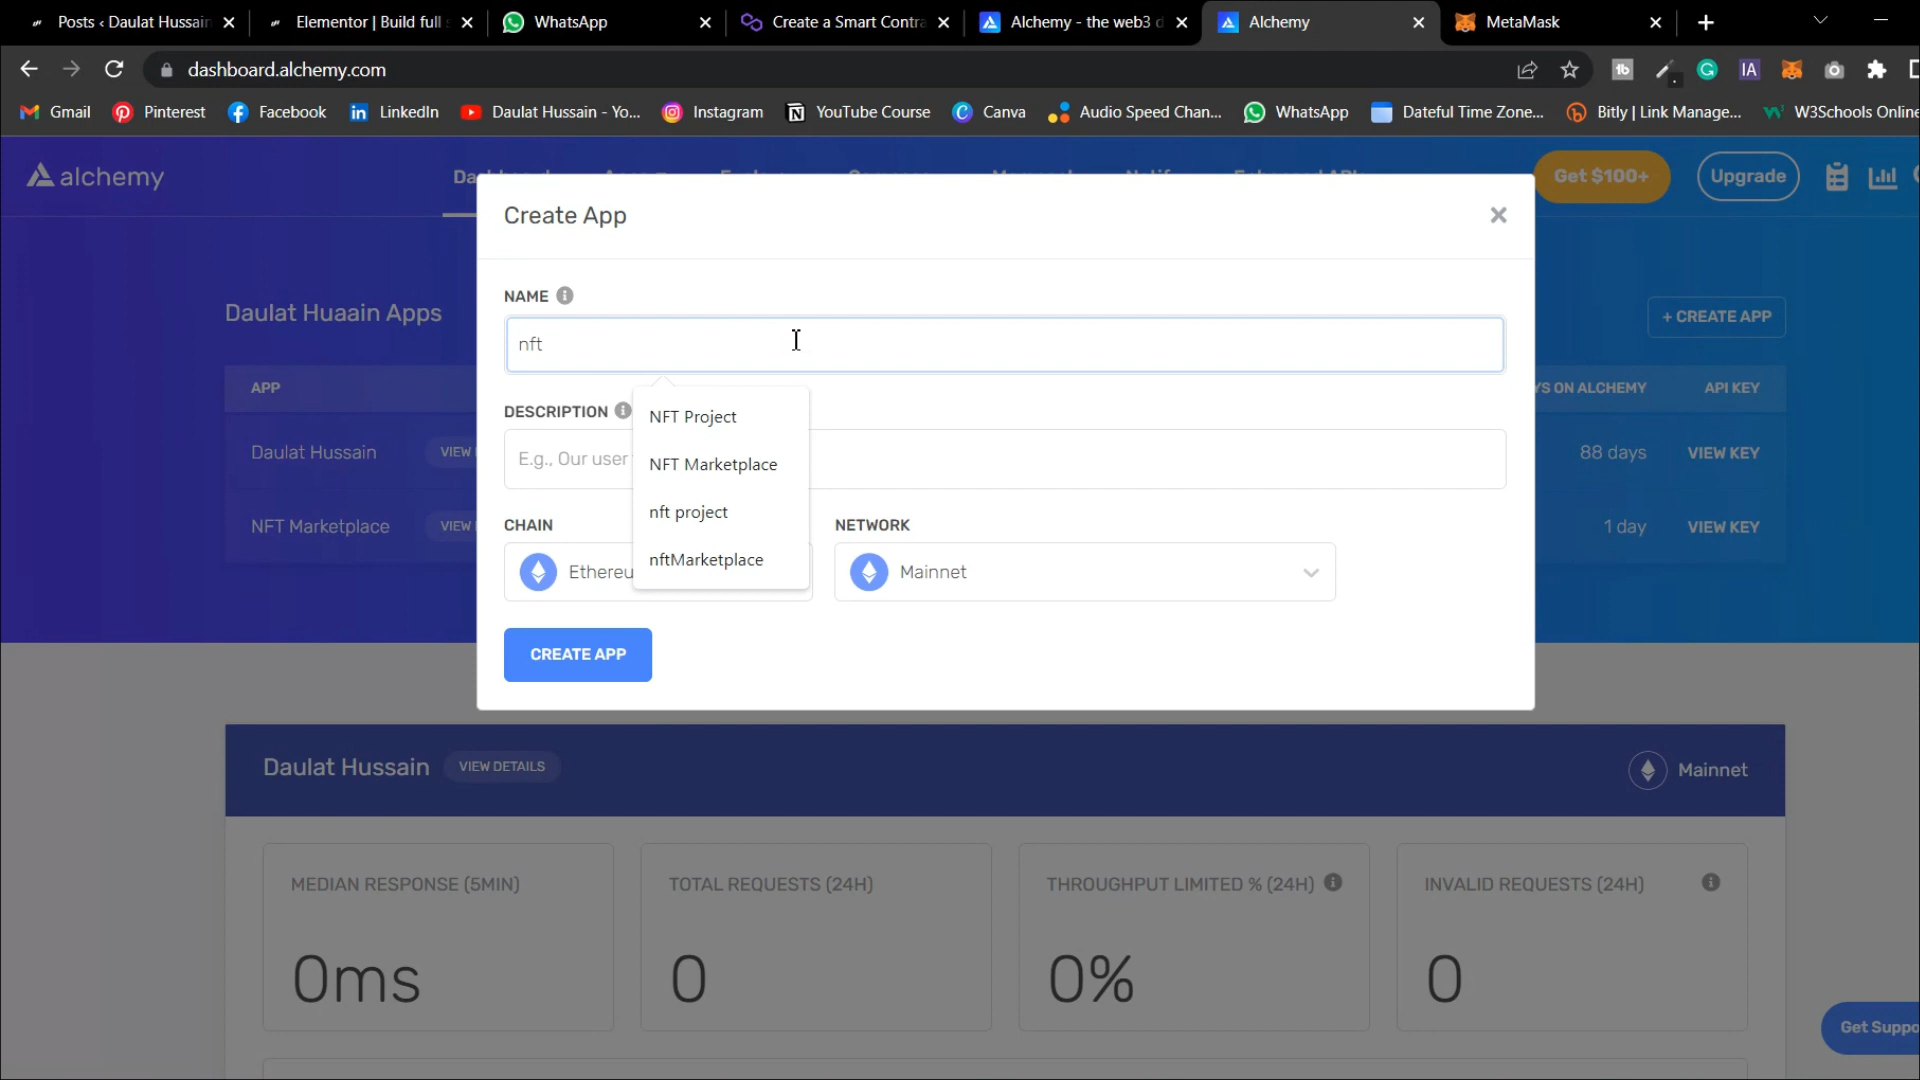 Posts ‹ Daulat Hussain
Elementor | Build full s
WhatsApp
Create a Smart Contra
Alchemy - the web3 d
Alchemy
MetaMask
dashboard.alchemy.com
Gmail
Pinterest
Facebook
LinkedIn
Daulat Hussain - Yo...
Instagram
YouTube Course
Canva
Audio Speed Chan...
WhatsApp
Dateful Time Zone...
Bitly | Link Manage...
W3Schools Online
alchemy
Get $100+
Upgrade
Create App
NAME
nft
Daulat Huaain Apps
+ CREATE APP
APP
YS ON ALCHEMY
API KEY
DESCRIPTION
E.g., Our user
NFT Project
NFT Marketplace
nft project
nftMarketplace
Daulat Hussain
VIEW
88 days
VIEW KEY
NFT Marketplace
VIEW
1 day
VIEW KEY
CHAIN
NETWORK
Ethereu
Mainnet
CREATE APP
Daulat Hussain
VIEW DETAILS
Mainnet
MEDIAN RESPONSE (5MIN)
TOTAL REQUESTS (24H)
THROUGHPUT LIMITED % (24H)
INVALID REQUESTS (24H)
0ms
0
0%
0
Get Suppo